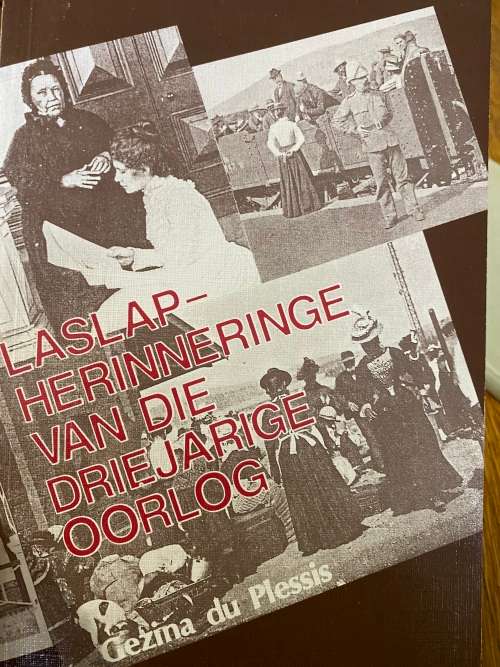 LASLAP-
HERINNERINGE
VAN DIE
DRIEJARIGE
OORLOG
Gezina du Plessis